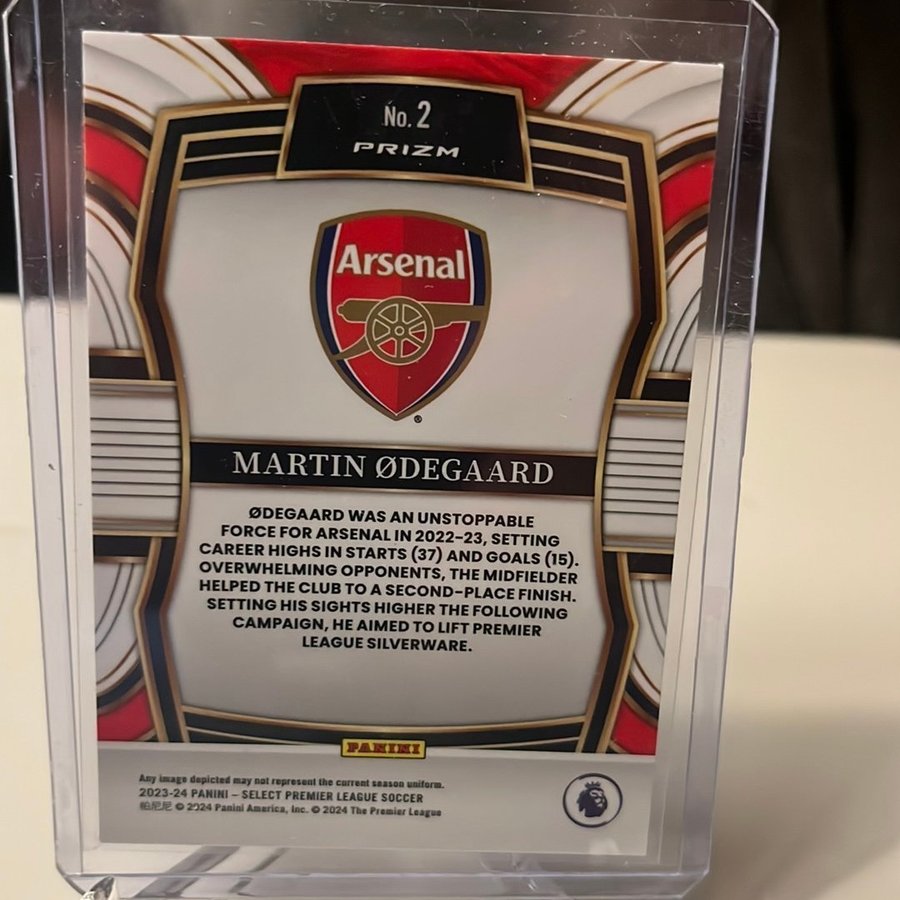 No. 2
PRIZM
Arsenal
®
MARTIN ØDEGAARD
ØDEGAARD WAS AN UNSTOPPABLE
FORCE FOR ARSENAL IN 2022-23, SETTING
CAREER HIGHS IN STARTS (37) AND GOALS (15).
OVERWHELMING OPPONENTS, THE MIDFIELDER
HELPED THE CLUB TO A SECOND-PLACE FINISH.
SETTING HIS SIGHTS HIGHER THE FOLLOWING
CAMPAIGN, HE AIMED TO LIFT PREMIER
LEAGUE SILVERWARE.
PANINI
Any image depicted may not represent the current season uniform.
2023-24 PANINI – SELECT PREMIER LEAGUE SOCCER
帕尼尼 © 2024 Panini America, Inc. © 2024 The Premier League